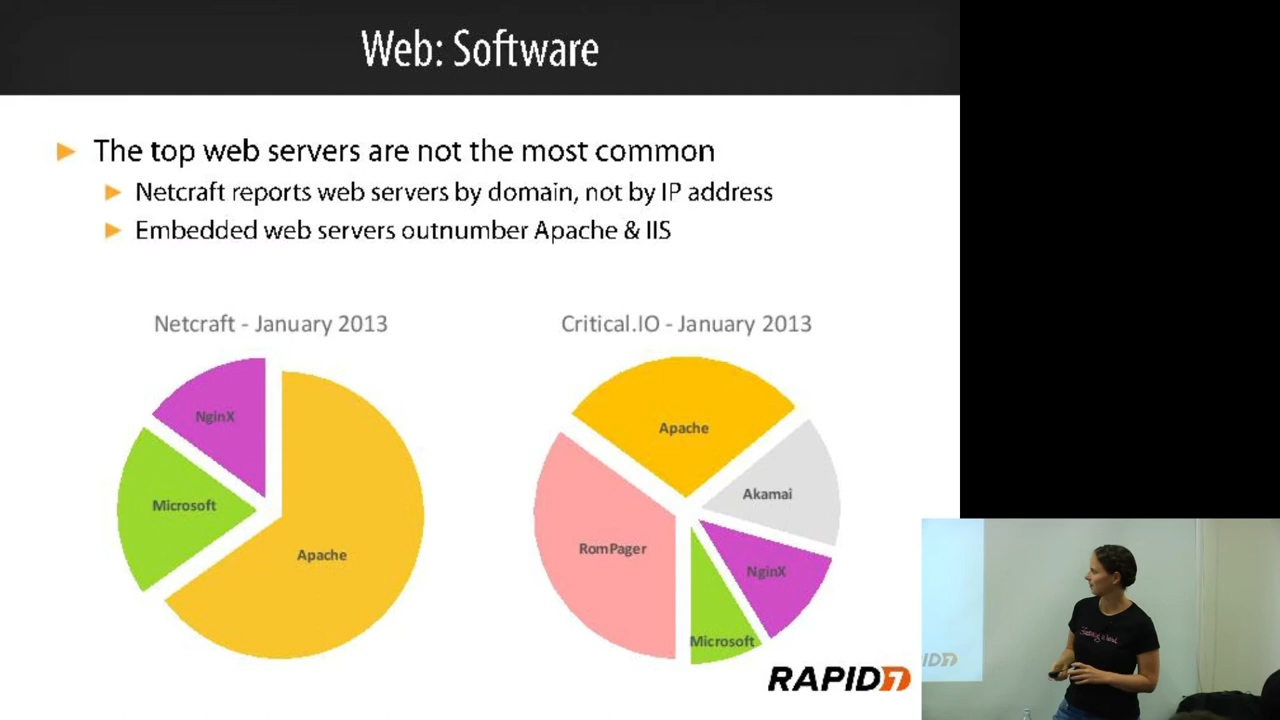 Web: Software
The top web servers are not the most common
Netcraft reports web servers by domain, not by IP address
Embedded web servers outnumber Apache & IIS
Netcraft - January 2013
NginX
Microsoft
Apache
Critical.IO - January 2013
Apache
Akamai
RomPager
NginX
Microsoft
RAPID7
ID7